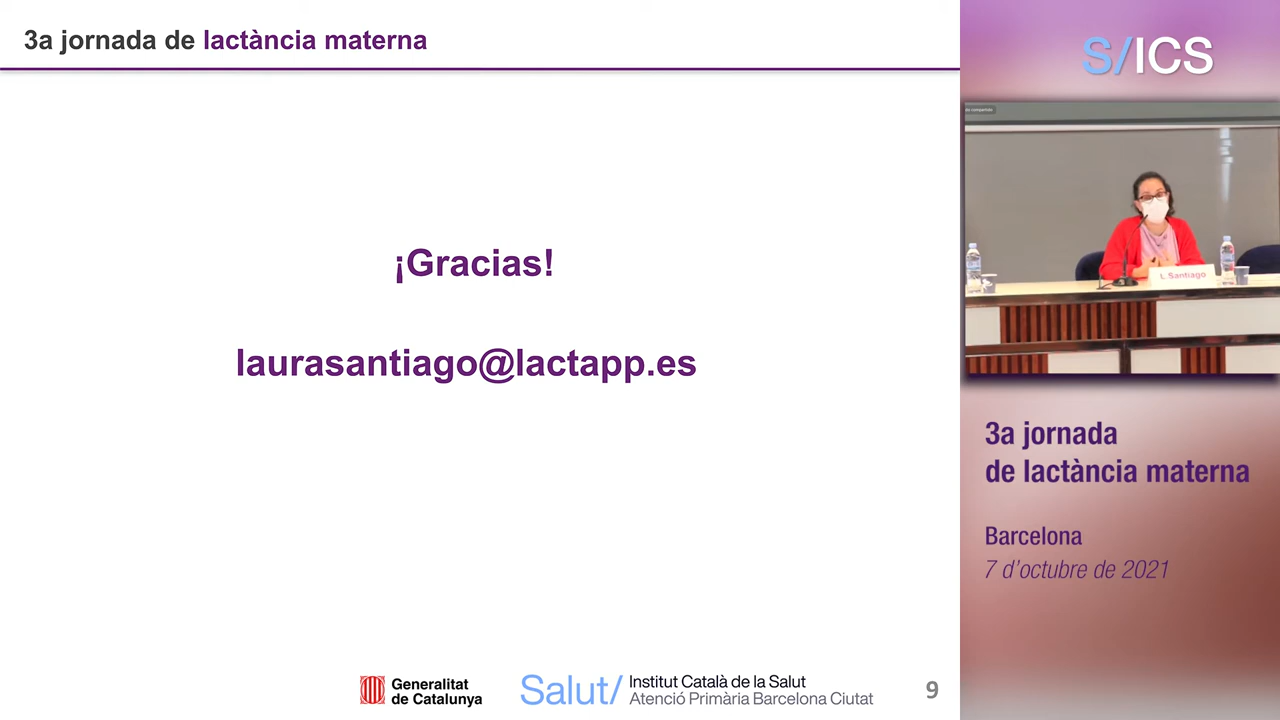 3a jornada de lactància materna
¡Gracias!
laurasantiago@lactapp.es
Generalitat
de Catalunya
Salut/
Institut Català de la Salut
Atenció Primària Barcelona Ciutat
9
S/ICS
L.Santiago
3a jornada
de lactància materna
Barcelona
7 d'octubre de 2021